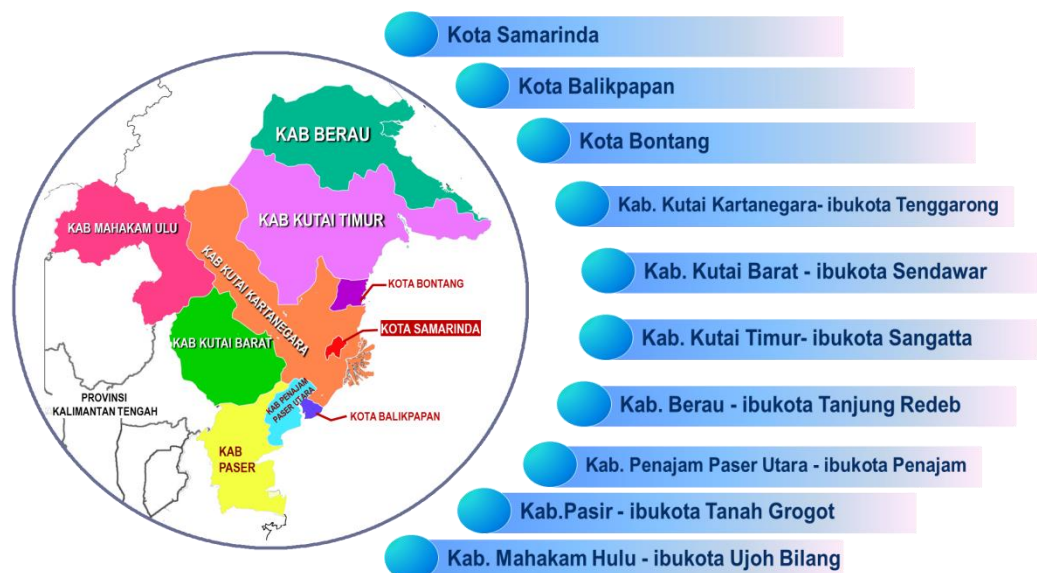 KAB BERAU
KAB KUTAI TIMUR
KAB MAHAKAM ULU
KAB KUTAI KARTANEGARA
KOTA BONTANG
KOTA SAMARINDA
KAB KUTAI BARAT
PROVINSI
KALIMANTAN TENGAH
KAB PENAJAM
PASER UTARA
KOTA BALIKPAPAN
KAB
PASER
Kota Samarinda
Kota Balikpapan
Kota Bontang
Kab. Kutai Kartanegara- ibukota Tenggarong
Kab. Kutai Barat - ibukota Sendawar
Kab. Kutai Timur- ibukota Sangatta
Kab. Berau - ibukota Tanjung Redeb
Kab. Penajam Paser Utara - ibukota Penajam
Kab.Pasir - ibukota Tanah Grogot
Kab. Mahakam Hulu - ibukota Ujoh Bilang